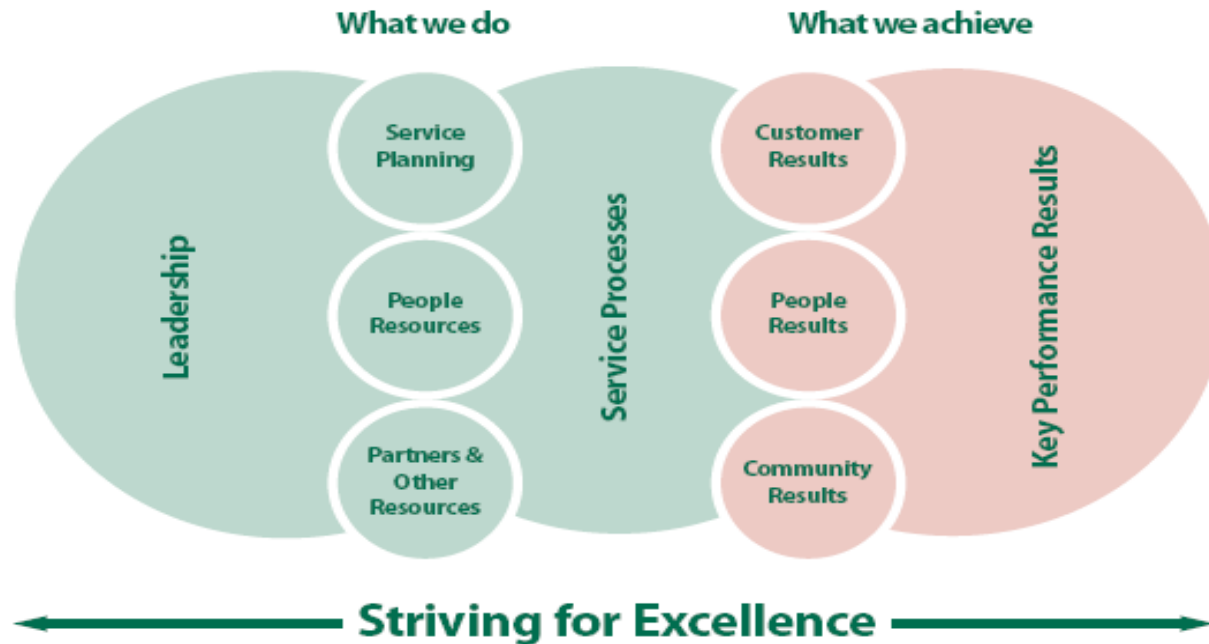 What we do
What we achieve
Leadership
Service
Planning
People
Resources
Partners &
Other
Resources
Service Processes
Customer
Results
People
Results
Community
Results
Key Performance Results
Striving for Excellence